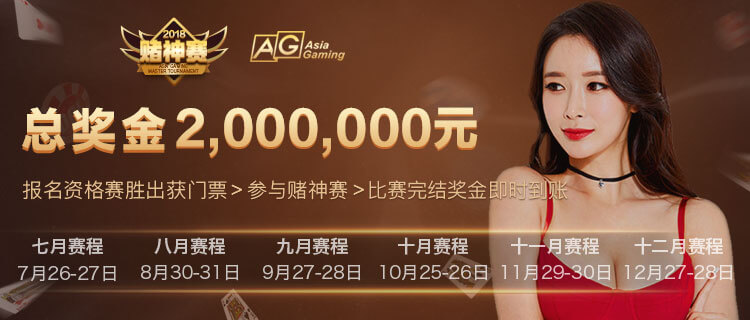 2018
赌神赛
ASIA GAMING
MASTER TOURNAMENT
AG Asia
Gaming
总奖金2,000,000元
报名资格赛胜出获门票>参与赌神赛>比赛完结奖金即时到账
七月赛程 八月赛程 九月赛程 十月赛程 十一月赛程 十二月赛程
7月26-27日 8月30-31日 9月27-28日 10月25-26日 11月29-30日 12月27-28日